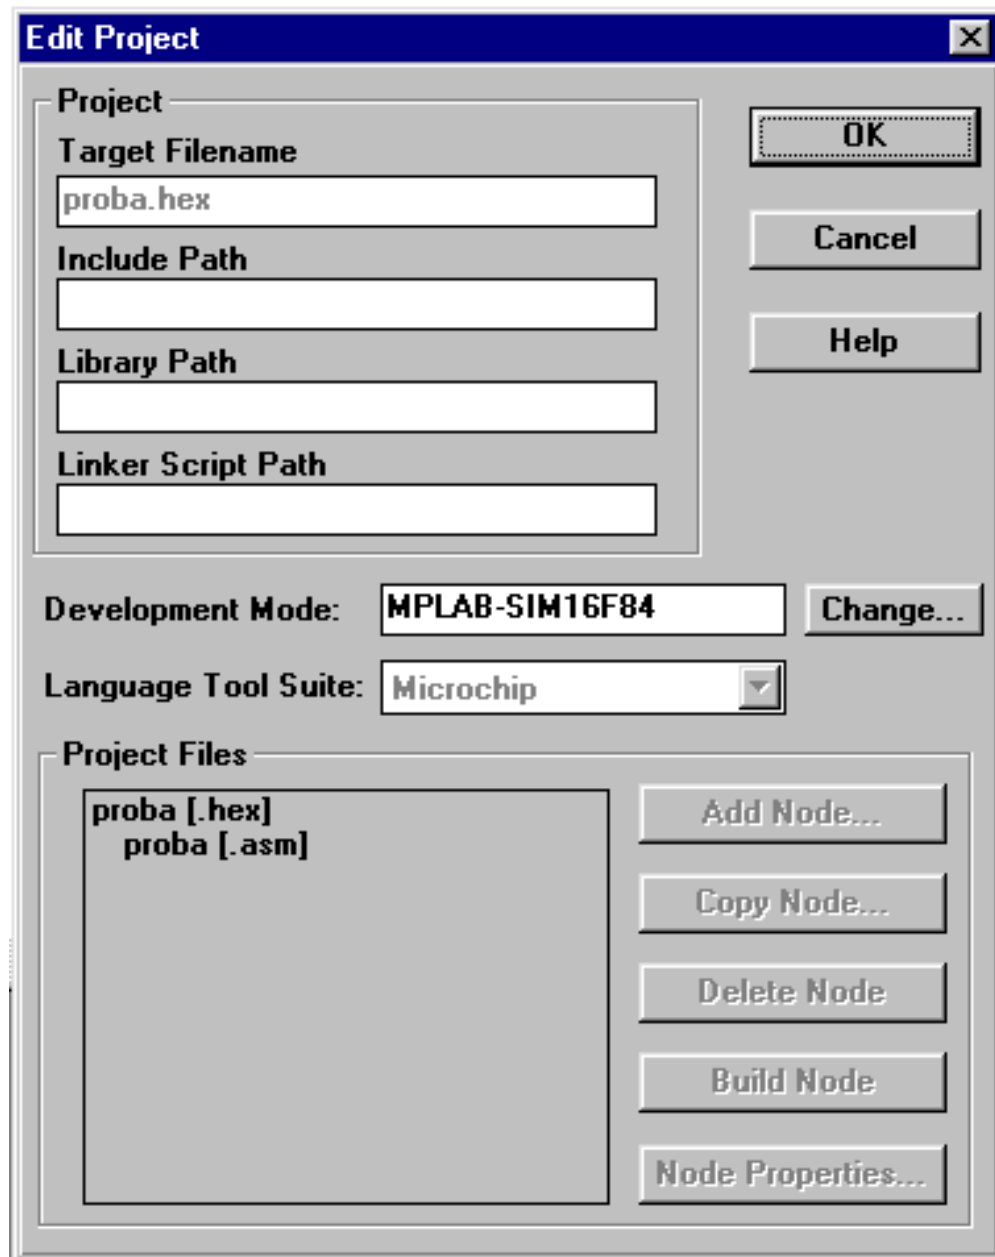 Edit Project
Project
OK
Target Filename
proba.hex
Cancel
Include Path
Help
Library Path
Linker Script Path
Development Mode: MPLAB-SIM16F84 Change...
Language Tool Suite: Microchip
Project Files
proba [.hex]
proba [.asm]
Add Node...
Copy Node...
Delete Node
Build Node
Node Properties...